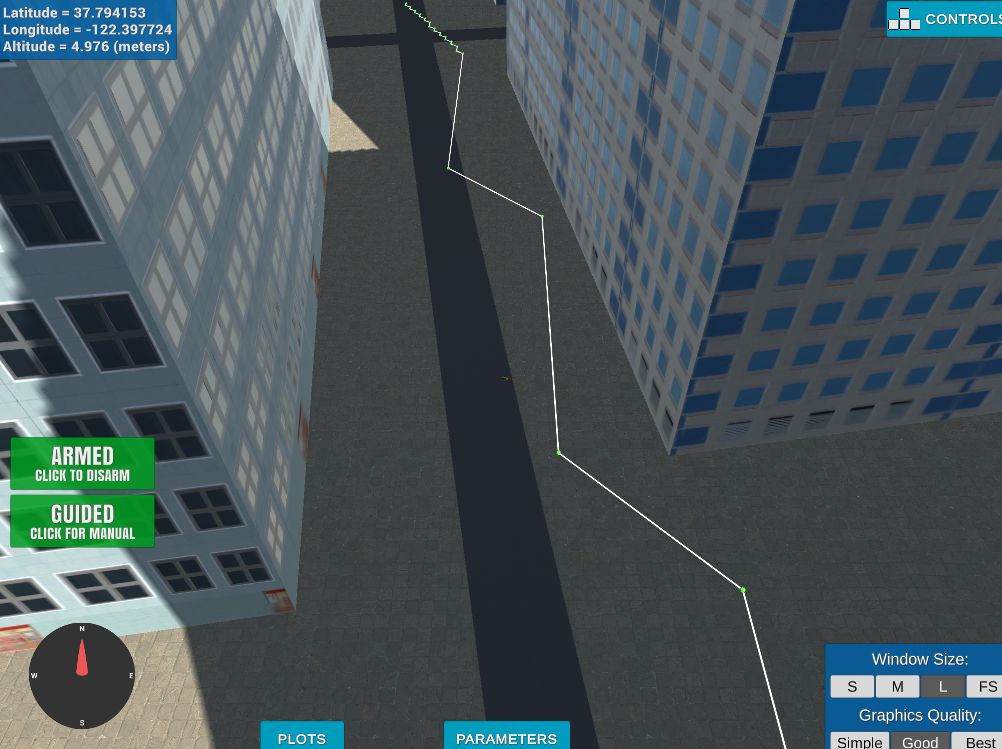 Latitude = 37.794153
Longitude = -122.397724
Altitude = 4.976 (meters)
CONTROLS
ARMED
CLICK TO DISARM
GUIDED
CLICK FOR MANUAL
N
W E
S
PLOTS
PARAMETERS
Window Size:
S M L FS
Graphics Quality:
Simple Good Best